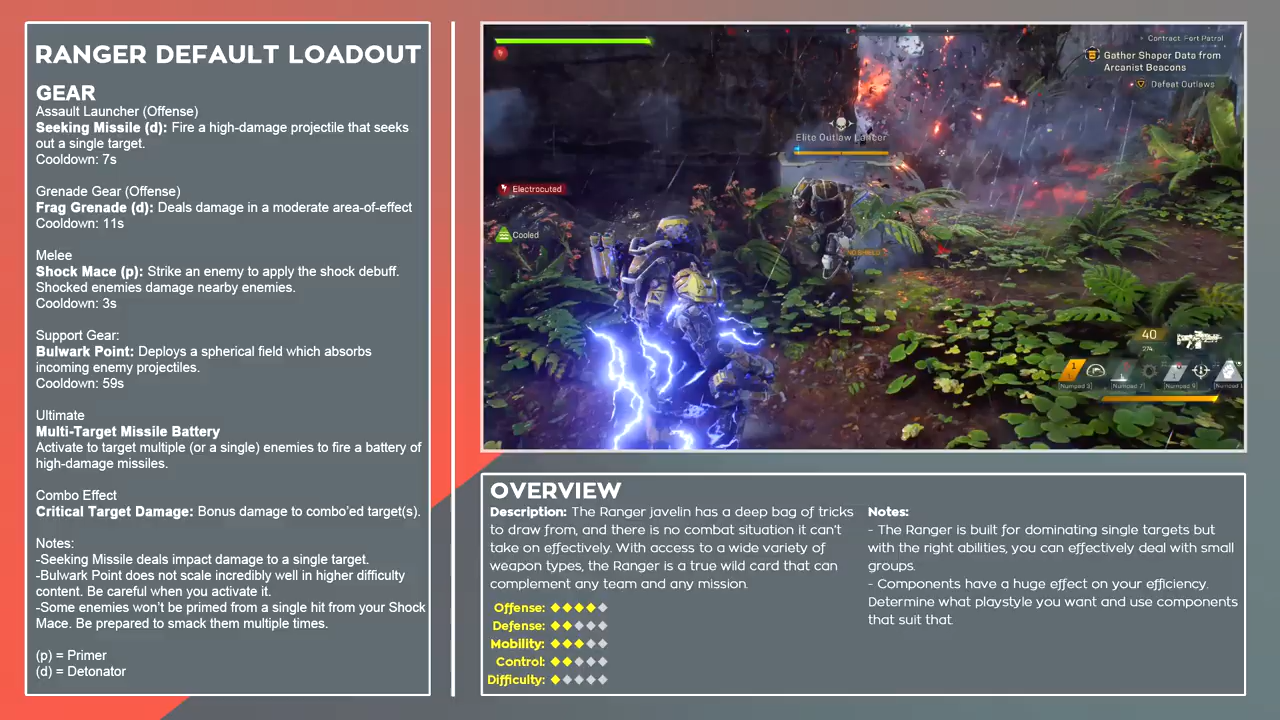 RANGER DEFAULT LOADOUT
GEAR
Assault Launcher (Offense)
Seeking Missile (d): Fire a high-damage projectile that seeks
out a single target.
Cooldown: 7s
Grenade Gear (Offense)
Frag Grenade (d): Deals damage in a moderate area-of-effect
Cooldown: 11s
Melee
Shock Mace (p): Strike an enemy to apply the shock debuff.
Shocked enemies damage nearby enemies.
Cooldown: 3s
Support Gear:
Bulwark Point: Deploys a spherical field which absorbs
incoming enemy projectiles.
Cooldown: 59s
Ultimate
Multi-Target Missile Battery
Activate to target multiple (or a single) enemies to fire a battery of
high-damage missiles.
Combo Effect
Critical Target Damage: Bonus damage to combo’ed target(s).
Notes:
-Seeking Missile deals impact damage to a single target.
-Bulwark Point does not scale incredibly well in higher difficulty
content. Be careful when you activate it.
-Some enemies won’t be primed from a single hit from your Shock
Mace. Be prepared to smack them multiple times.
(p) = Primer
(d) = Detonator
Contract: Fort Patrol
Gather Shaper Data from
Arcanist Beacons
Defeat Outlaws
Elite Outlaw Lancer
Electrocuted
Cooled
NO SHIELD
40
274
1
[Numpad 3]
[Numpad 7]
[Numpad 9]
OVERVIEW
Description: The Ranger javelin has a deep bag of tricks
to draw from, and there is no combat situation it can’t
take on effectively. With access to a wide variety of
weapon types, the Ranger is a true wild card that can
complement any team and any mission.
Offense:
Defense:
Mobility:
Control:
Difficulty:
Notes:
- The Ranger is built for dominating single targets but
with the right abilities, you can effectively deal with small
groups.
- Components have a huge effect on your efficiency.
Determine what playstyle you want and use components
that suit that.